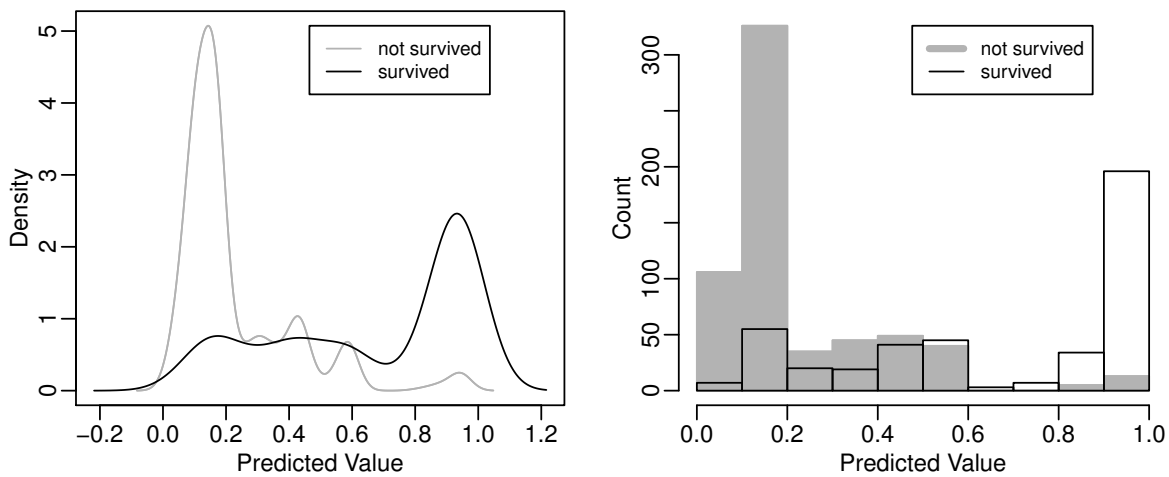 not survived
survived
Density
0
1
2
3
4
5
−0.2 0.0 0.2 0.4 0.6 0.8 1.0 1.2
Predicted Value
not survived
survived
Count
0
50
100
200
300
0.0 0.2 0.4 0.6 0.8 1.0
Predicted Value